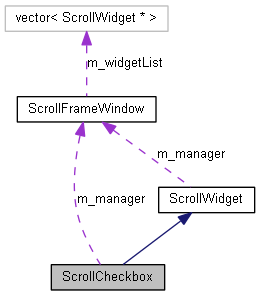 vector< ScrollWidget * >
m_widgetList
ScrollFrameWindow
m_manager
m_manager
ScrollWidget
ScrollCheckbox